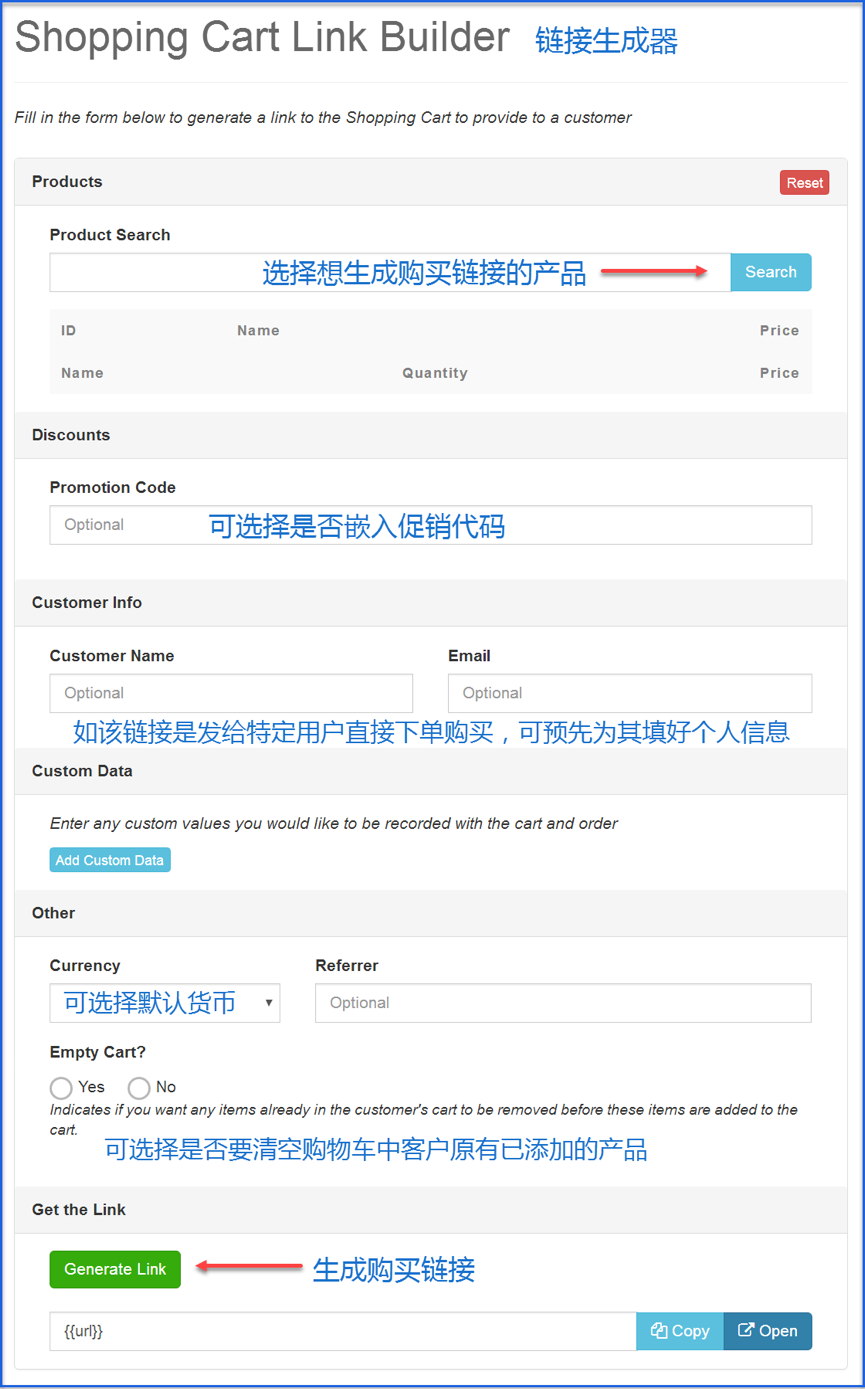 Shopping Cart Link Builder 链接生成器
Fill in the form below to generate a link to the Shopping Cart to provide to a customer
Products Reset
Product Search
选择想生成购买链接的产品 Search
ID Name Price
Name Quantity Price
Discounts
Promotion Code
Optional 可选择是否嵌入促销代码
Customer Info
Customer Name Email
Optional Optional
如该链接是发给特定用户直接下单购买，可预先为其填好个人信息
Custom Data
Enter any custom values you would like to be recorded with the cart and order
Add Custom Data
Other
Currency Referrer
可选择默认货币 Optional
Empty Cart?
Yes No
Indicates if you want any items already in the customer's cart to be removed before these items are added to the
cart.
可选择是否要清空购物车中客户原有已添加的产品
Get the Link
Generate Link 生成购买链接
{{url}} Copy Open